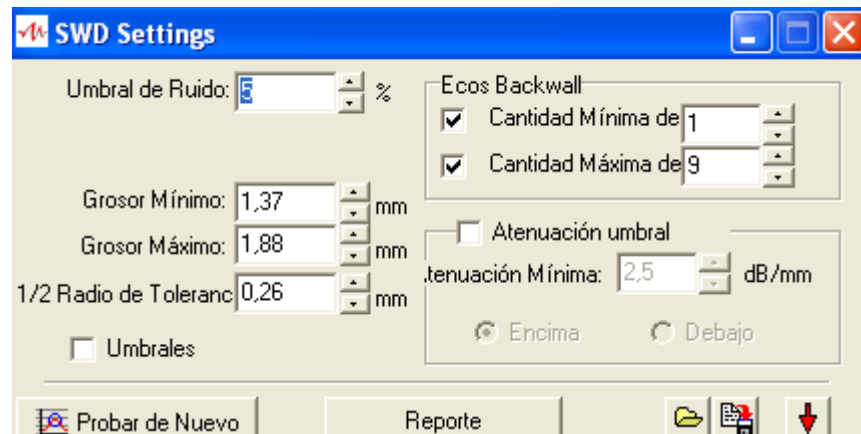 SWD Settings
Umbral de Ruido: 5 %
Ecos Backwall
Cantidad Mínima de 1
Cantidad Máxima de 9
Grosor Mínimo: 1,37 mm
Grosor Máximo: 1,88 mm
1/2 Radio de Toleranc 0,26 mm
Umbrales
Atenuación umbral
tenuación Mínima: 2,5 dB/mm
Encima Debajo
Probar de Nuevo
Reporte